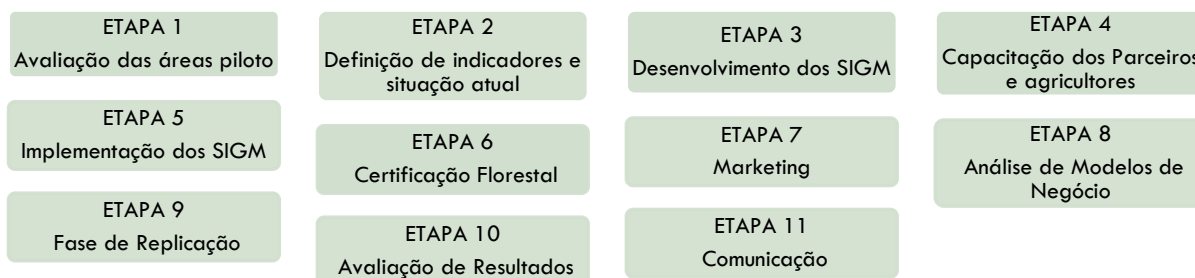 ETAPA 1
Avaliação das áreas piloto
ETAPA 2
Definição de indicadores e
situação atual
ETAPA 3
Desenvolvimento dos SIGM
ETAPA 4
Capacitação dos Parceiros
e agricultores
ETAPA 5
Implementação dos SIGM
ETAPA 6
Certificação Florestal
ETAPA 7
Marketing
ETAPA 8
Análise de Modelos de
Negócio
ETAPA 9
Fase de Replicação
ETAPA 10
Avaliação de Resultados
ETAPA 11
Comunicação